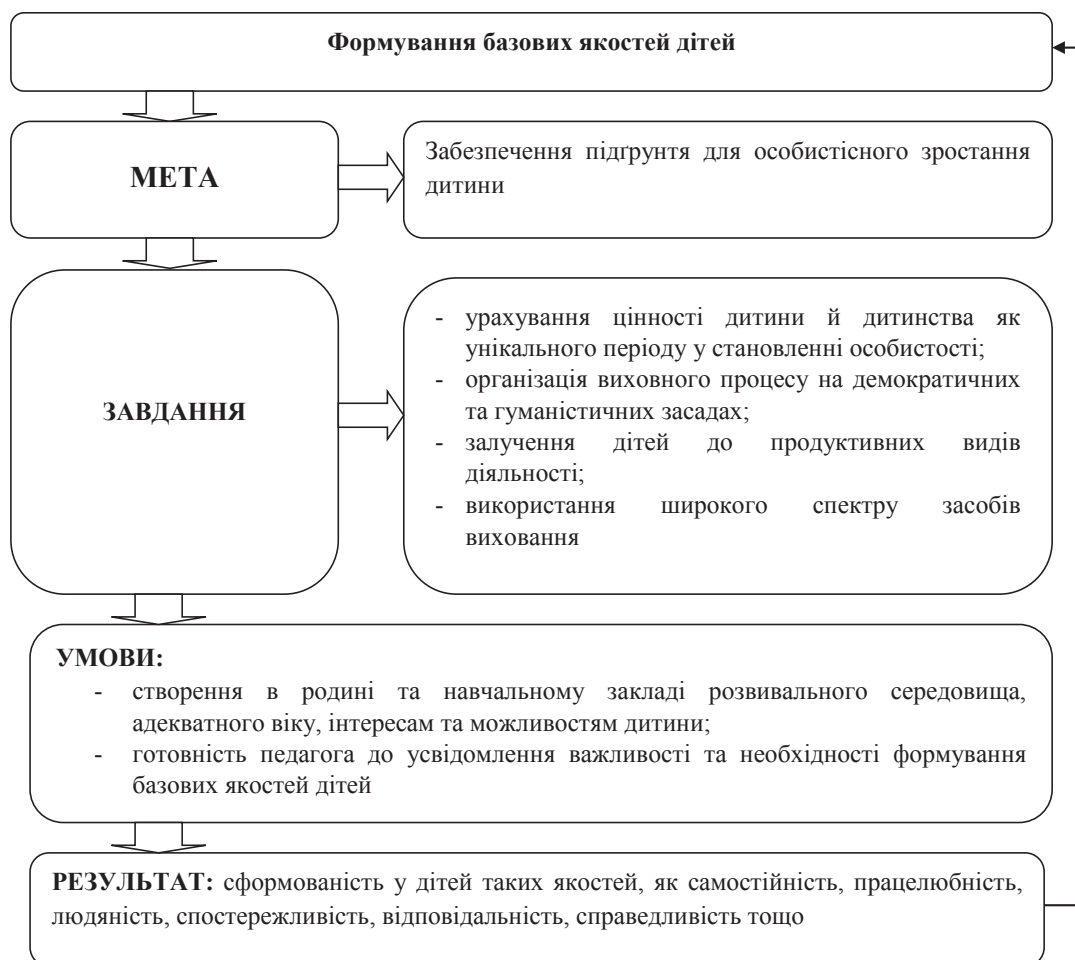 Формування базових якостей дітей
МЕТА
Забезпечення підґрунтя для особистісного зростання
дитини
ЗАВДАННЯ
- урахування цінності дитини й дитинства як
унікального періоду у становленні особистості;
- організація виховного процесу на демократичних
та гуманістичних засадах;
- залучення дітей до продуктивних видів
діяльності;
- використання широкого спектру засобів
виховання
УМОВИ:
- створення в родині та навчальному закладі розвивального середовища,
адекватного віку, інтересам та можливостям дитини;
- готовність педагога до усвідомлення важливості та необхідності формування
базових якостей дітей
РЕЗУЛЬТАТ: сформованість у дітей таких якостей, як самостійність, працелюбність,
людяність, спостережливість, відповідальність, справедливість тощо